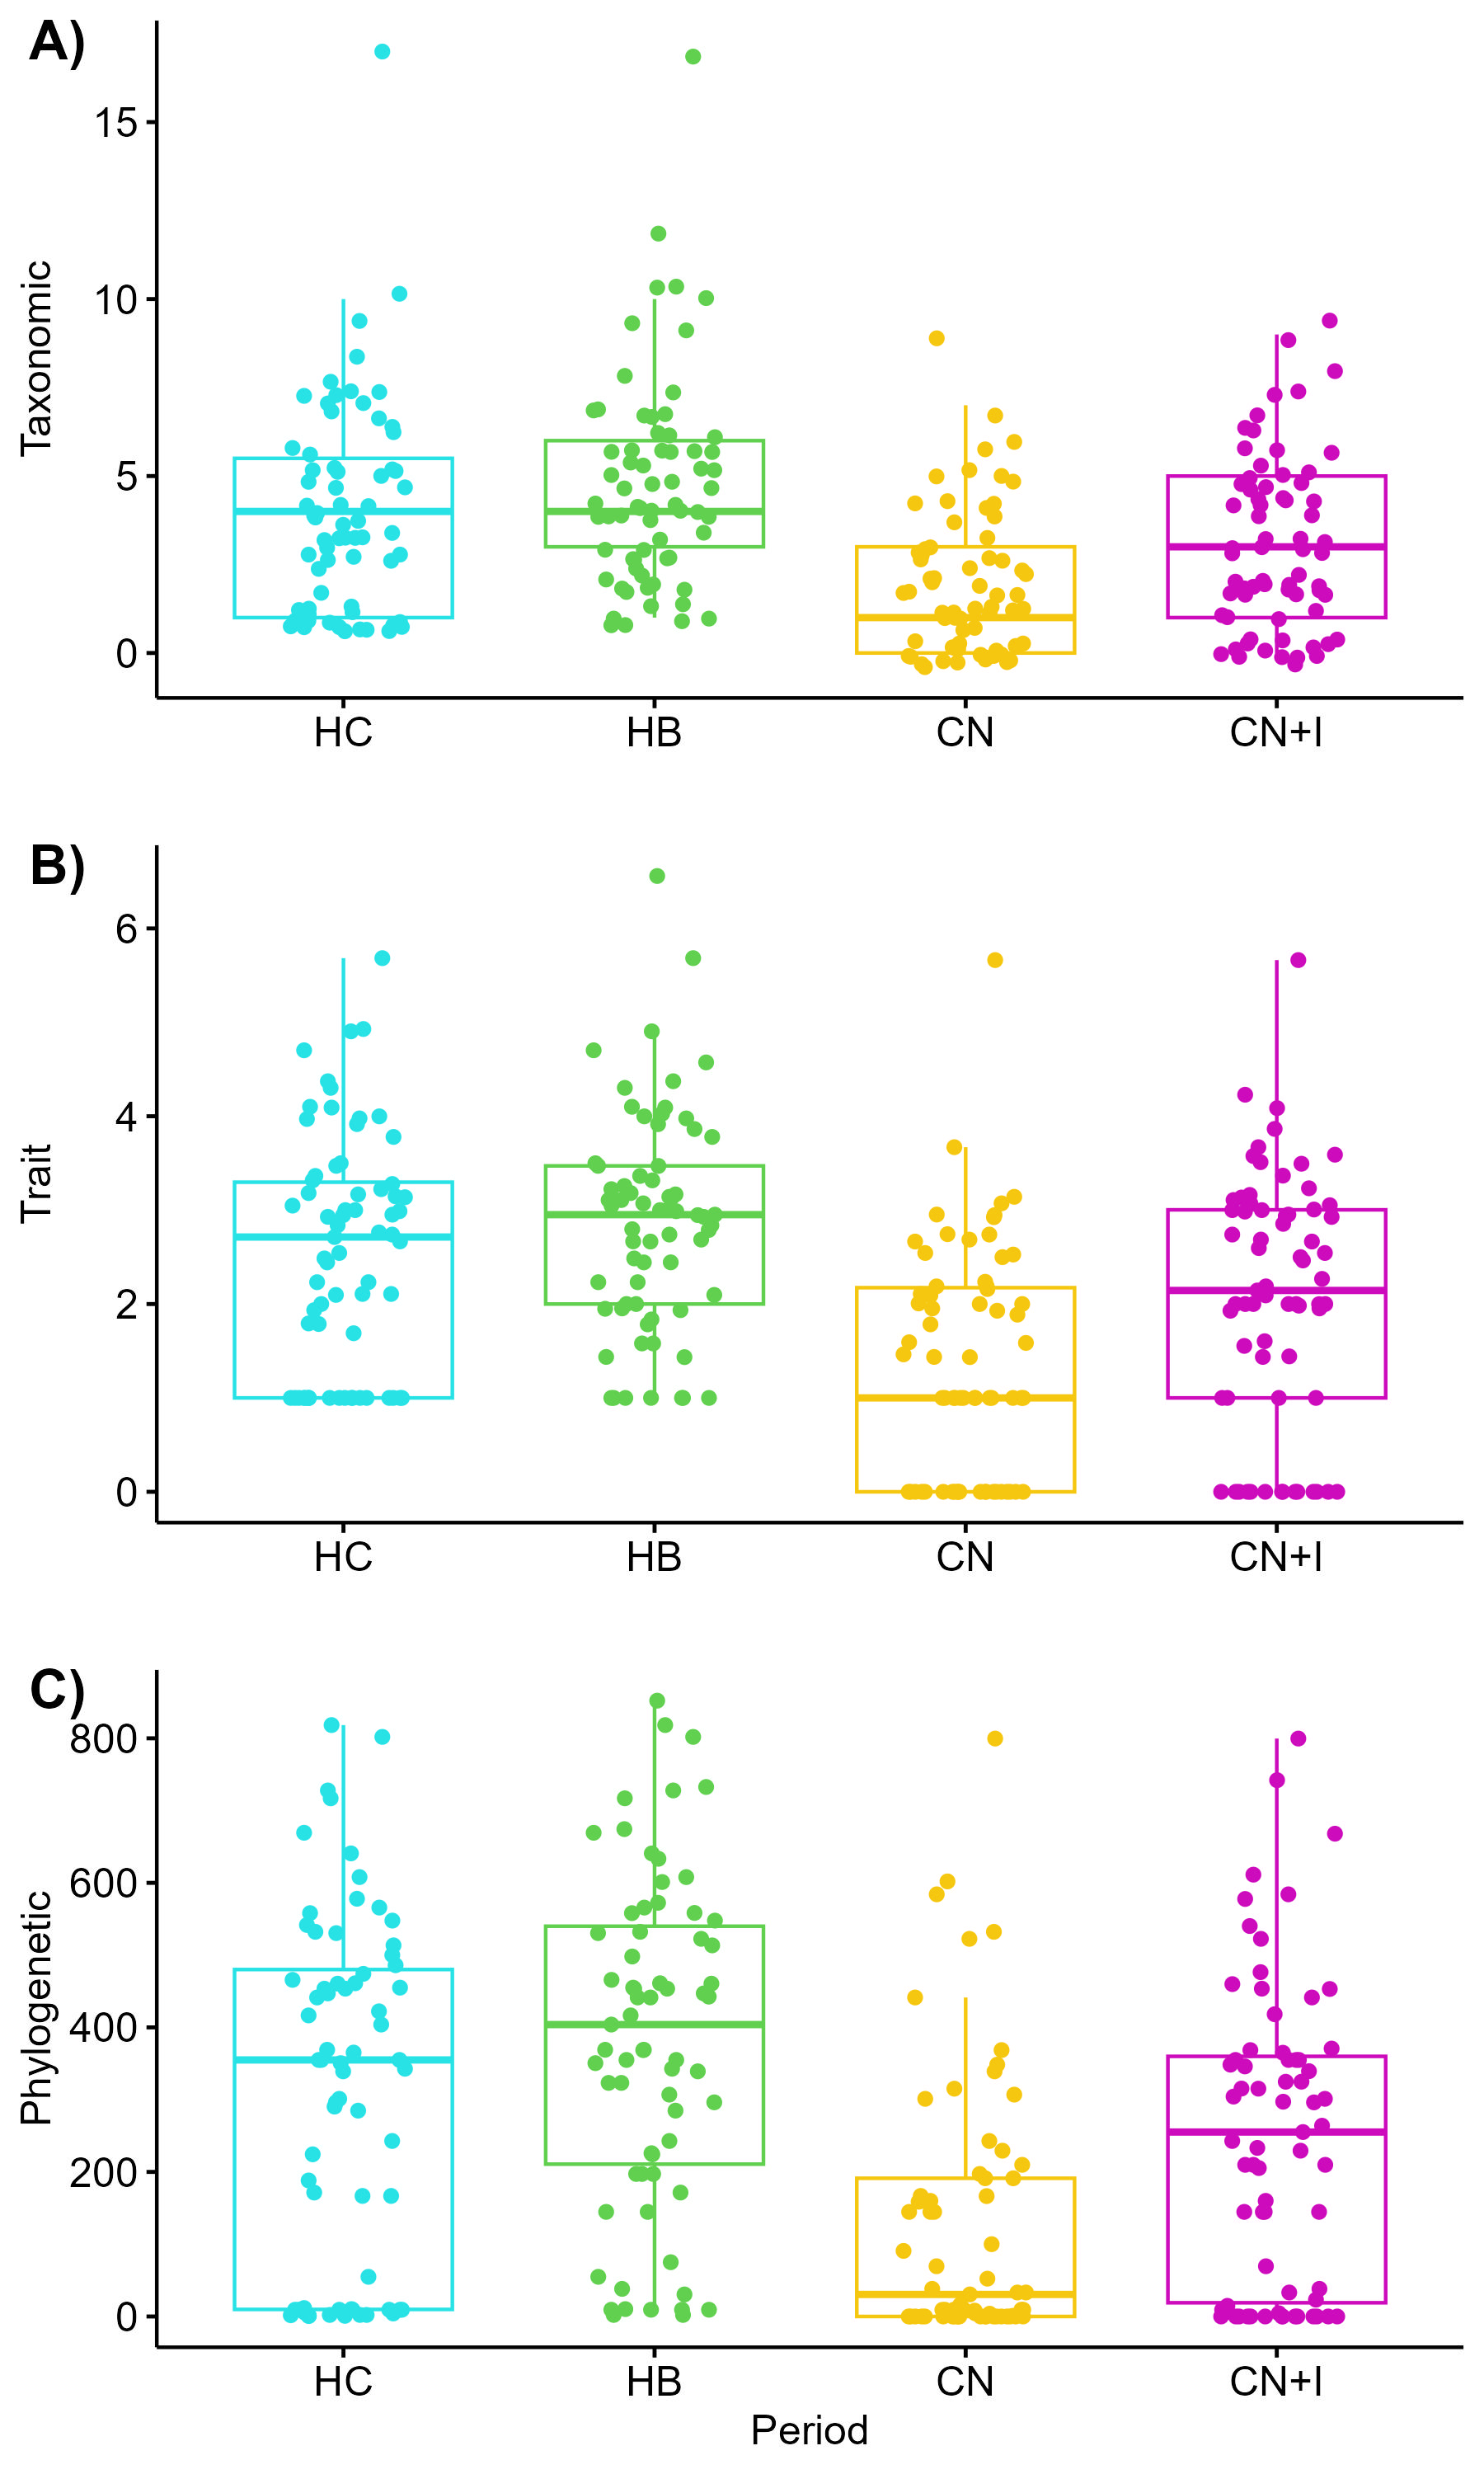 A)
Taxonomic
15
10
5
0
HC HB CN CN+I
B)
Trait
6
4
2
0
HC HB CN CN+I
C)
Phylogenetic
800
600
400
200
0
HC HB CN CN+I
Period